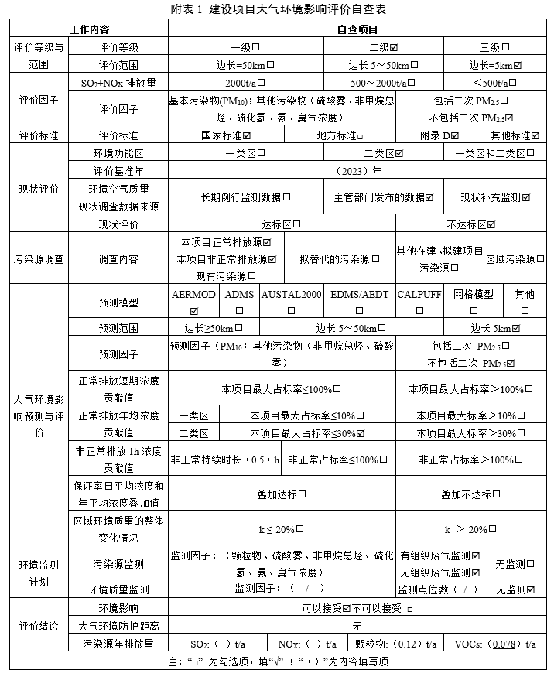 附表 1 建设项目大气环境影响评价自查表
工作内容 自查项目
评价等级与范围 评价等级 一级□ 二级☑ 三级□
评价范围 边长=50km□ 边长 5～50km□ 边长=5km☑
评价因子 SO₂+NOx 排放量 ≥2000t/a□ 500～2000t/a□ ＜500t/a□
评价因子 基本污染物(PM₁₀)；其他污染物（硫酸雾、非甲烷总烃、硫化氢、氨、臭气浓度） 包括二次 PM₂.₅□
不包括二次 PM₂.₅☑
评价标准 评价标准 国家标准☑ 地方标准□ 附录 D☑ 其他标准☑
现状评价 环境功能区 一类区□ 二类区☑ 一类区和二类区□
评价基准年 （2023）年
环境空气质量
现状调查数据来源 长期例行监测数据□ 主管部门发布的数据☑ 现状补充监测☑
现状评价 达标区□ 不达标区☑
污染源调查 调查内容 本项目正常排放源☑
本项目非正常排放源☑
现有污染源□ 拟替代的污染源□ 其他在建、拟建项目污染源□ 区域污染源□
大气环境影响预测与评价 预测模型 AERMOD☑ ADMS□ AUSTAL2000□ EDMS/AEDT□ CALPUFF□ 网格模型□ 其他□
预测范围 边长≥50km□ 边长 5～50km□ 边长 5km☑
预测因子 预测因子（PM₁₀）；其他污染物（非甲烷总烃、硫酸雾） 包括二次 PM₂.₅□
不包括二次 PM₂.₅☑
正常排放短期浓度贡献值 本项目最大占标率≤100%□ 本项目最大占标率＞100%□
正常排放年均浓度贡献值 一类区 本项目最大占标率≤10%□ 本项目最大占标率＞10%□
二类区 本项目最大占标率≤30%☑ 本项目最大占标率＞30%□
非正常排放 1h 浓度贡献值 非正常持续时长（0.5）h 非正常占标率≤100%□ 非正常占标率＞100%□
保证率日平均浓度和年平均浓度叠加值 叠加达标□ 叠加不达标□
区域环境质量的整体变化情况 k≤ 20%□ k ＞ 20%□
环境监测计划 污染源监测 监测因子：（颗粒物、硫酸雾、非甲烷总烃、硫化氢、氨、臭气浓度） 有组织废气监测☑
无组织废气监测☑ 无监测□
环境质量监测 监测因子：（ / ） 监测点位数（ / ） 无监测☑
评价结论 环境影响 可以接受☑不可以接受 □
大气环境防护距离 无
污染源年排放量 SO₂:（ ）t/a NOx:（ ）t/a 颗粒物:（0.12）t/a VOCs:（0.078）t/a
注：“□”为勾选项，填“√”；“（ ）”为内容填写项